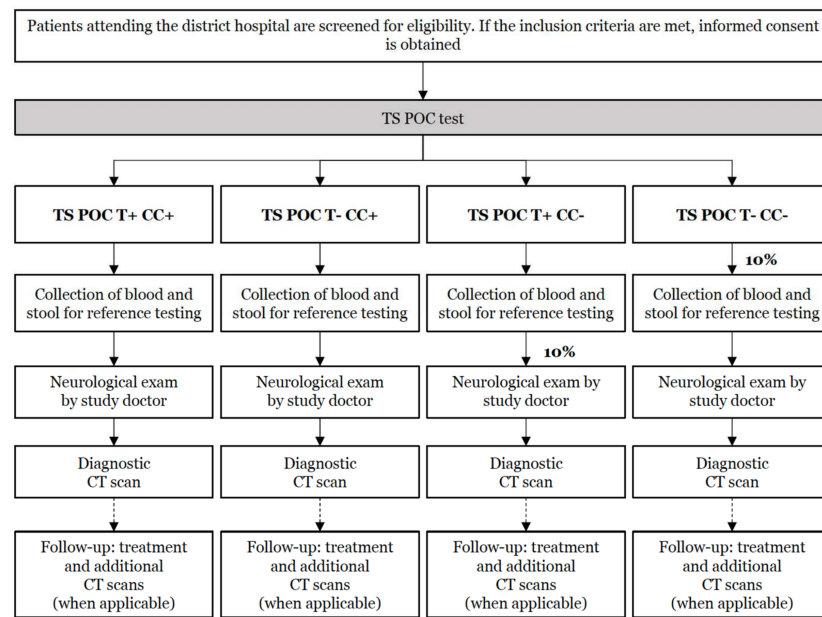 Patients attending the district hospital are screened for eligibility. If the inclusion criteria are met, informed consent
is obtained
TS POC test
TS POC T+ CC+
TS POC T- CC+
TS POC T+ CC-
TS POC T- CC-
10%
Collection of blood and
stool for reference testing
Collection of blood and
stool for reference testing
Collection of blood and
stool for reference testing
Collection of blood and
stool for reference testing
10%
Neurological exam
by study doctor
Neurological exam
by study doctor
Neurological exam by
study doctor
Neurological exam by
study doctor
Diagnostic
CT scan
Diagnostic
CT scan
Diagnostic
CT scan
Diagnostic
CT scan
Follow-up: treatment
and additional
CT scans
(when applicable)
Follow-up: treatment
and additional
CT scans
(when applicable)
Follow-up: treatment
and additional
CT scans
(when applicable)
Follow-up: treatment
and additional
CT scans
(when applicable)